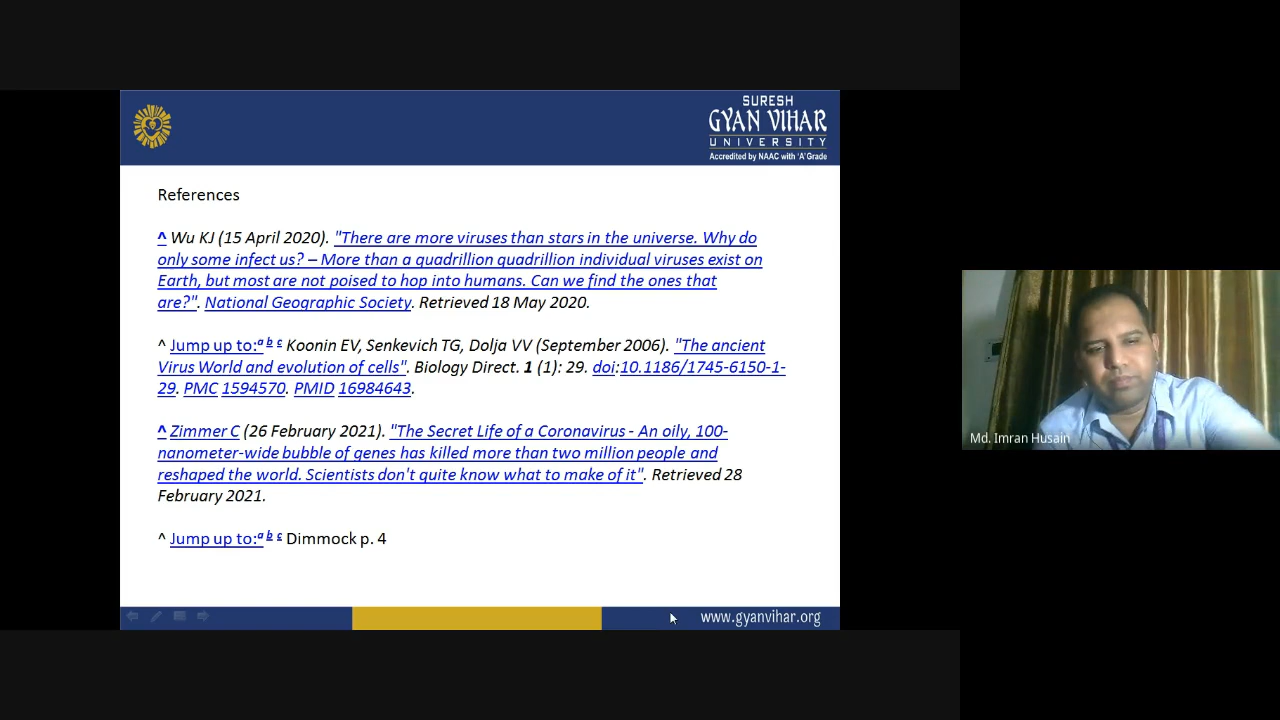 SURESH
GYAN VIHAR
UNIVERSITY
Accredited by NAAC with 'A' Grade
References
^ Wu KJ (15 April 2020). "There are more viruses than stars in the universe. Why do
only some infect us? – More than a quadrillion quadrillion individual viruses exist on
Earth, but most are not poised to hop into humans. Can we find the ones that
are?". National Geographic Society. Retrieved 18 May 2020.
^ Jump up to:a b c Koonin EV, Senkevich TG, Dolja VV (September 2006). "The ancient
Virus World and evolution of cells". Biology Direct. 1 (1): 29. doi:10.1186/1745-6150-1-
29. PMC 1594570. PMID 16984643.
^ Zimmer C (26 February 2021). "The Secret Life of a Coronavirus - An oily, 100-
nanometer-wide bubble of genes has killed more than two million people and
reshaped the world. Scientists don't quite know what to make of it". Retrieved 28
February 2021.
^ Jump up to:a b c Dimmock p. 4
www.gyanvihar.org
Md. Imran Husain